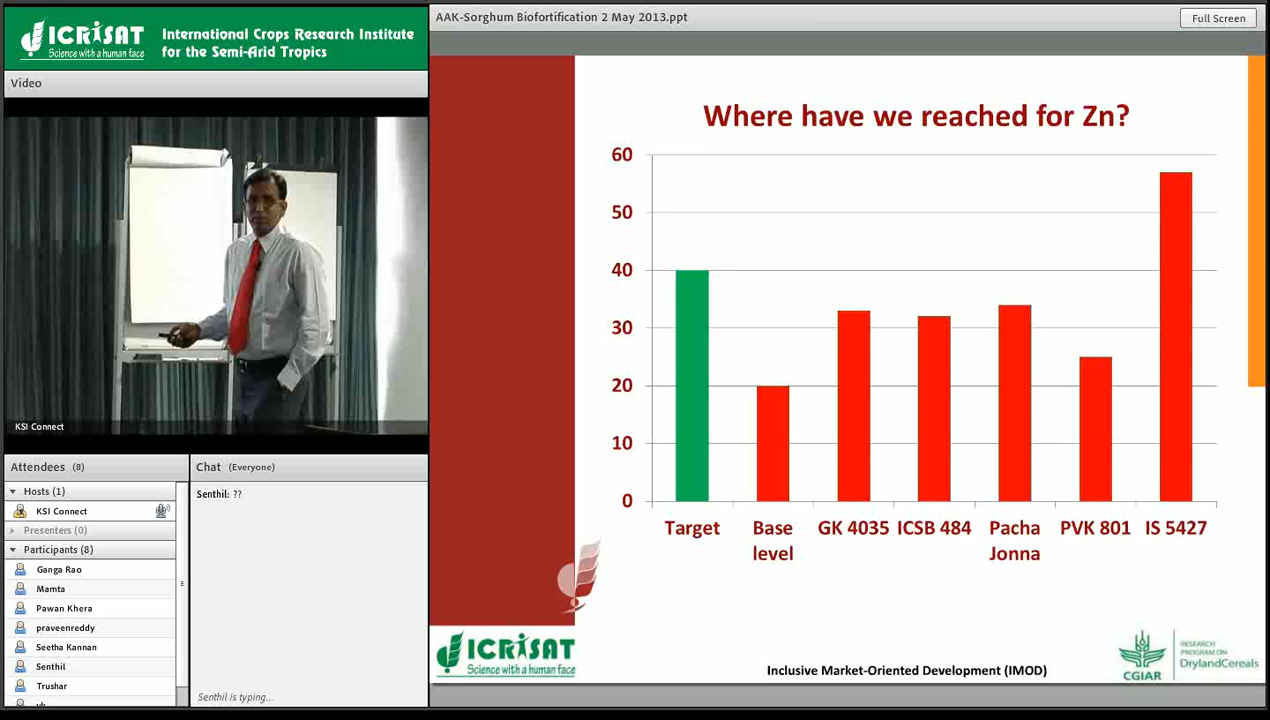 ICRISAT
Science with a human face
International Crops Research Institute
for the Semi-Arid Tropics
Video
KSI Connect
Attendees (8)
Hosts (1)
KSI Connect
Presenters (0)
Participants (8)
Ganga Rao
Mamta
Pawan Khera
praveenreddy
Seetha Kannan
Senthil
Trushar
Chat (Everyone)
Senthil: ??
Senthil is typing...
AAK-Sorghum Biofortification 2 May 2013.ppt
Full Screen
Where have we reached for Zn?
60
50
40
30
20
10
0
Target
Base
level
GK 4035
ICSB 484
Pacha
Jonna
PVK 801
IS 5427
ICRISAT
Science with a human face
Inclusive Market-Oriented Development (IMOD)
CGIAR
RESEARCH
PROGRAM ON
DrylandCereals